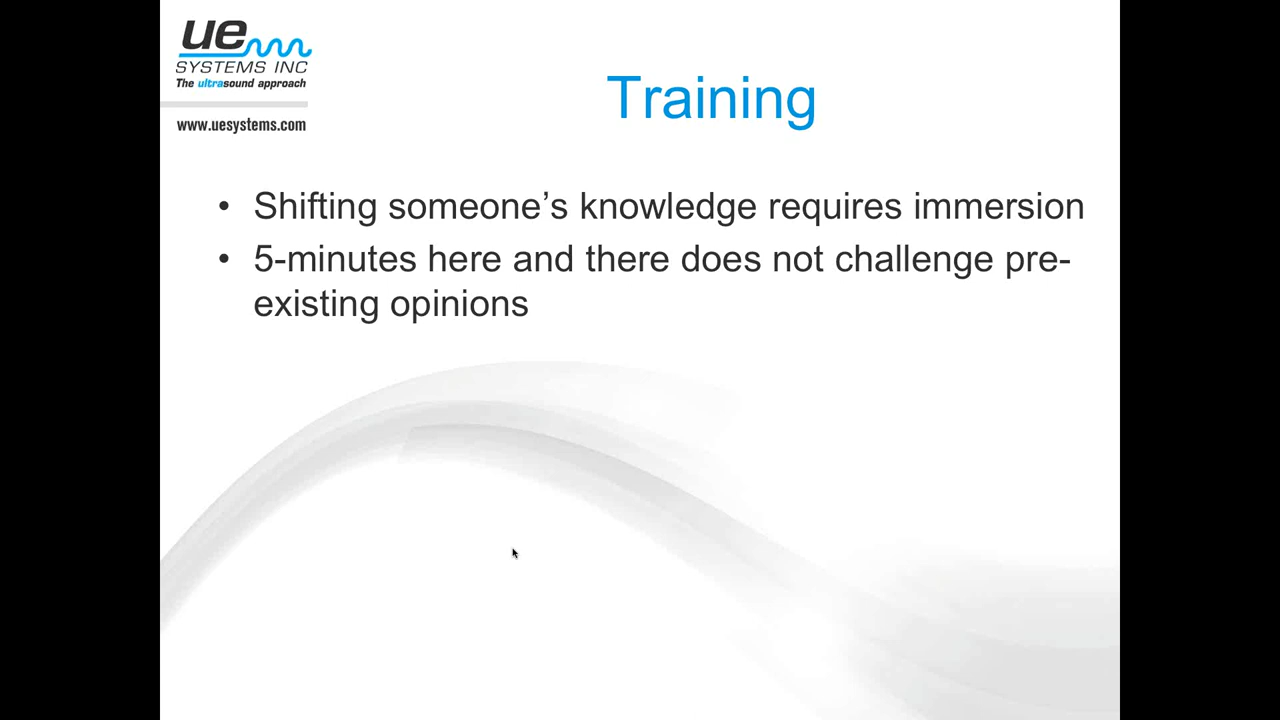 ue
SYSTEMS INC
The ultrasound approach
www.uesystems.com
Training
• Shifting someone’s knowledge requires immersion
• 5-minutes here and there does not challenge pre-
existing opinions